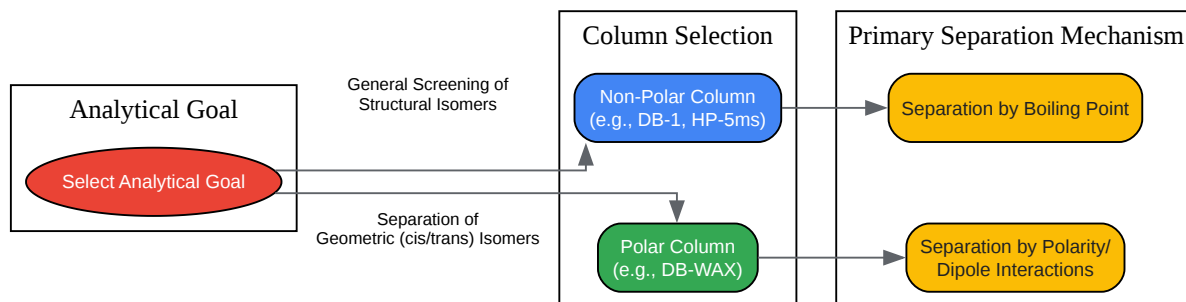 Analytical Goal
Select Analytical Goal
General Screening of
Structural Isomers
Separation of
Geometric (cis/trans) Isomers
Column Selection
Non-Polar Column
(e.g., DB-1, HP-5ms)
Polar Column
(e.g., DB-WAX)
Primary Separation Mechanism
Separation by Boiling Point
Separation by Polarity/
Dipole Interactions